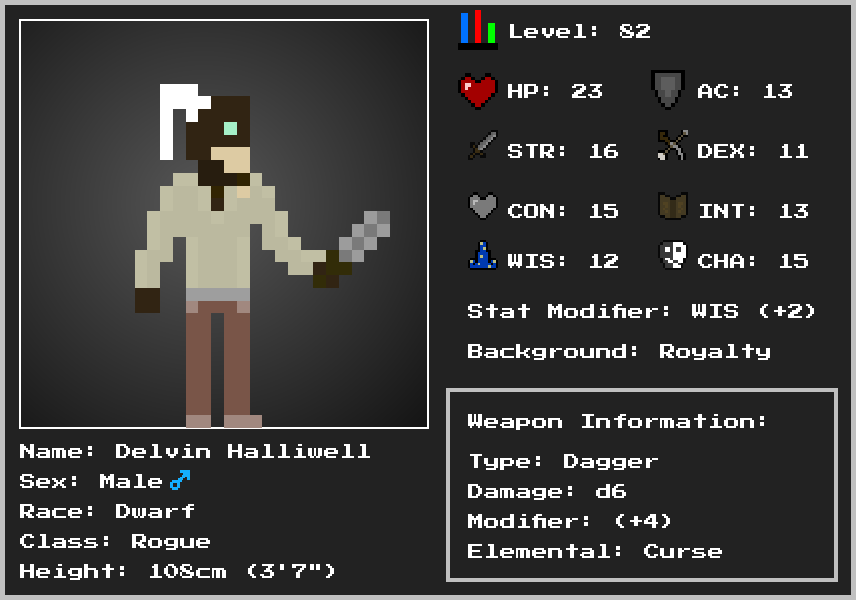 Level: 82
HP: 23
AC: 13
STR: 16
DEX: 11
CON: 15
INT: 13
WIS: 12
CHA: 15
Stat Modifier: WIS (+2)
Background: Royalty
Name: Delvin Halliwell
Sex: Male♂
Race: Dwarf
Class: Rogue
Height: 108cm (3'7")
Weapon Information:
Type: Dagger
Damage: d6
Modifier: (+4)
Elemental: Curse